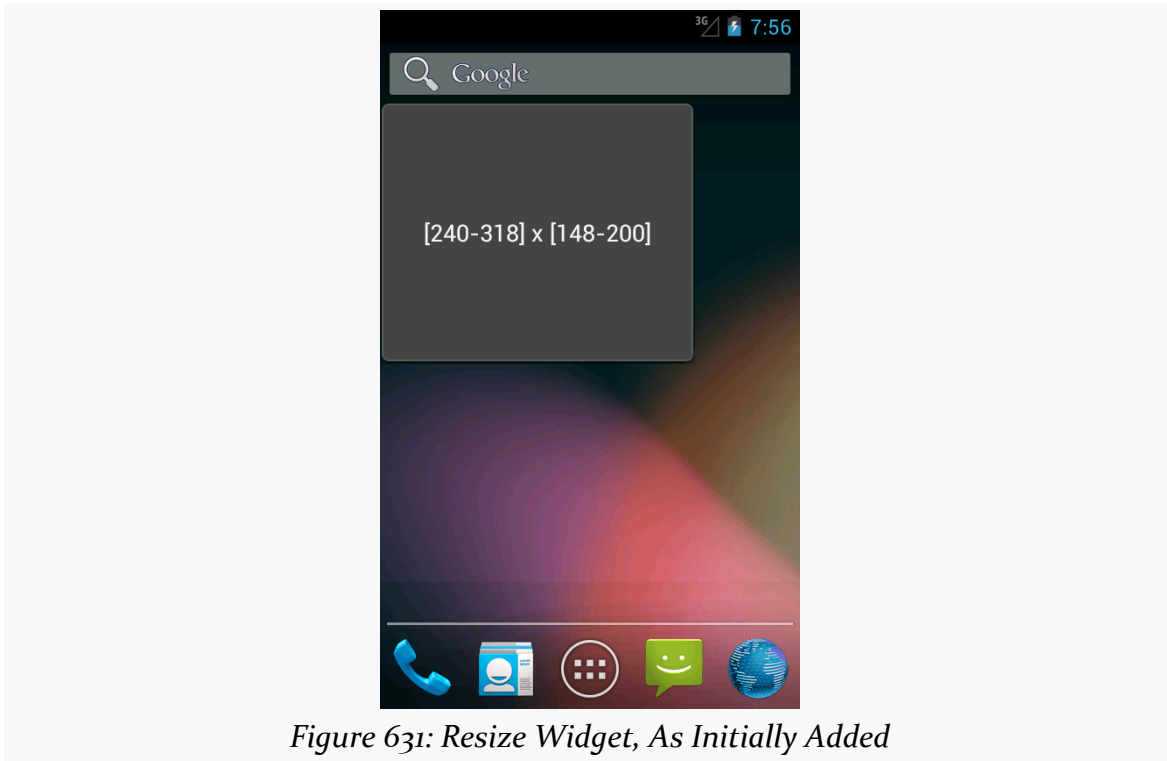 3G 7:56
Google
[240-318] x [148-200]
Figure 631: Resize Widget, As Initially Added